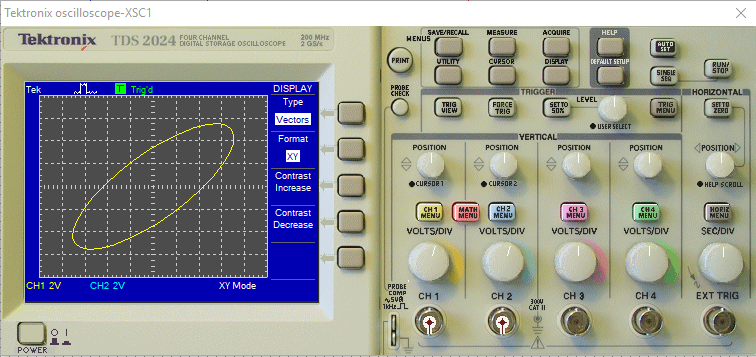 Tektronix oscilloscope-XSC1
Tektronix TDS 2024 FOUR CHANNEL DIGITAL STORAGE OSCILLOSCOPE
200 MHz
2 GS/s
Tek T Trig'd
DISPLAY
Type
Vectors
Format
XY
Contrast
Increase
Contrast
Decrease
CH1 2V CH2 2V XY Mode
POWER
O I
MENUS
SAVE/RECALL MEASURE ACQUIRE
UTILITY CURSOR DISPLAY
HELP
DEFAULT SETUP
AUTO
SET
SINGLE
SEQ
RUN/
STOP
PRINT
PROBE
CHECK
TRIGGER
TRIG
VIEW
FORCE
TRIG
SET TO
50%
LEVEL
USER SELECT
TRIG
MENU
HORIZONTAL
SET TO
ZERO
VERTICAL
POSITION POSITION POSITION POSITION POSITION
CURSOR 1 CURSOR 2 HELP SCROLL
CH 1
MENU
MATH
MENU
CH 2
MENU
CH 3
MENU
CH 4
MENU
HORIZ
MENU
VOLTS/DIV VOLTS/DIV VOLTS/DIV VOLTS/DIV SEC/DIV
PROBE
COMP
~5V
1kHz
CH 1 CH 2 CH 3 CH 4 EXT TRIG
300V
CAT II